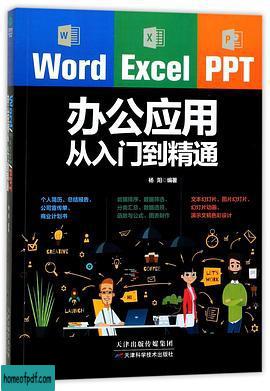 Word Excel PPT
办公应用
从入门到精通
杨 阳◎编著
个人简历、总结报告、
公司宣传单、
商业计划书
数据排序、数据筛选、
分类汇总、数据透视、
函数与公式、图表制作
文本幻灯片、图片幻灯片、
幻灯片动画、
演示文稿色彩设计
LET'S
WORK
天津出版传媒集团
天津科学技术出版社
homeofpdf.com